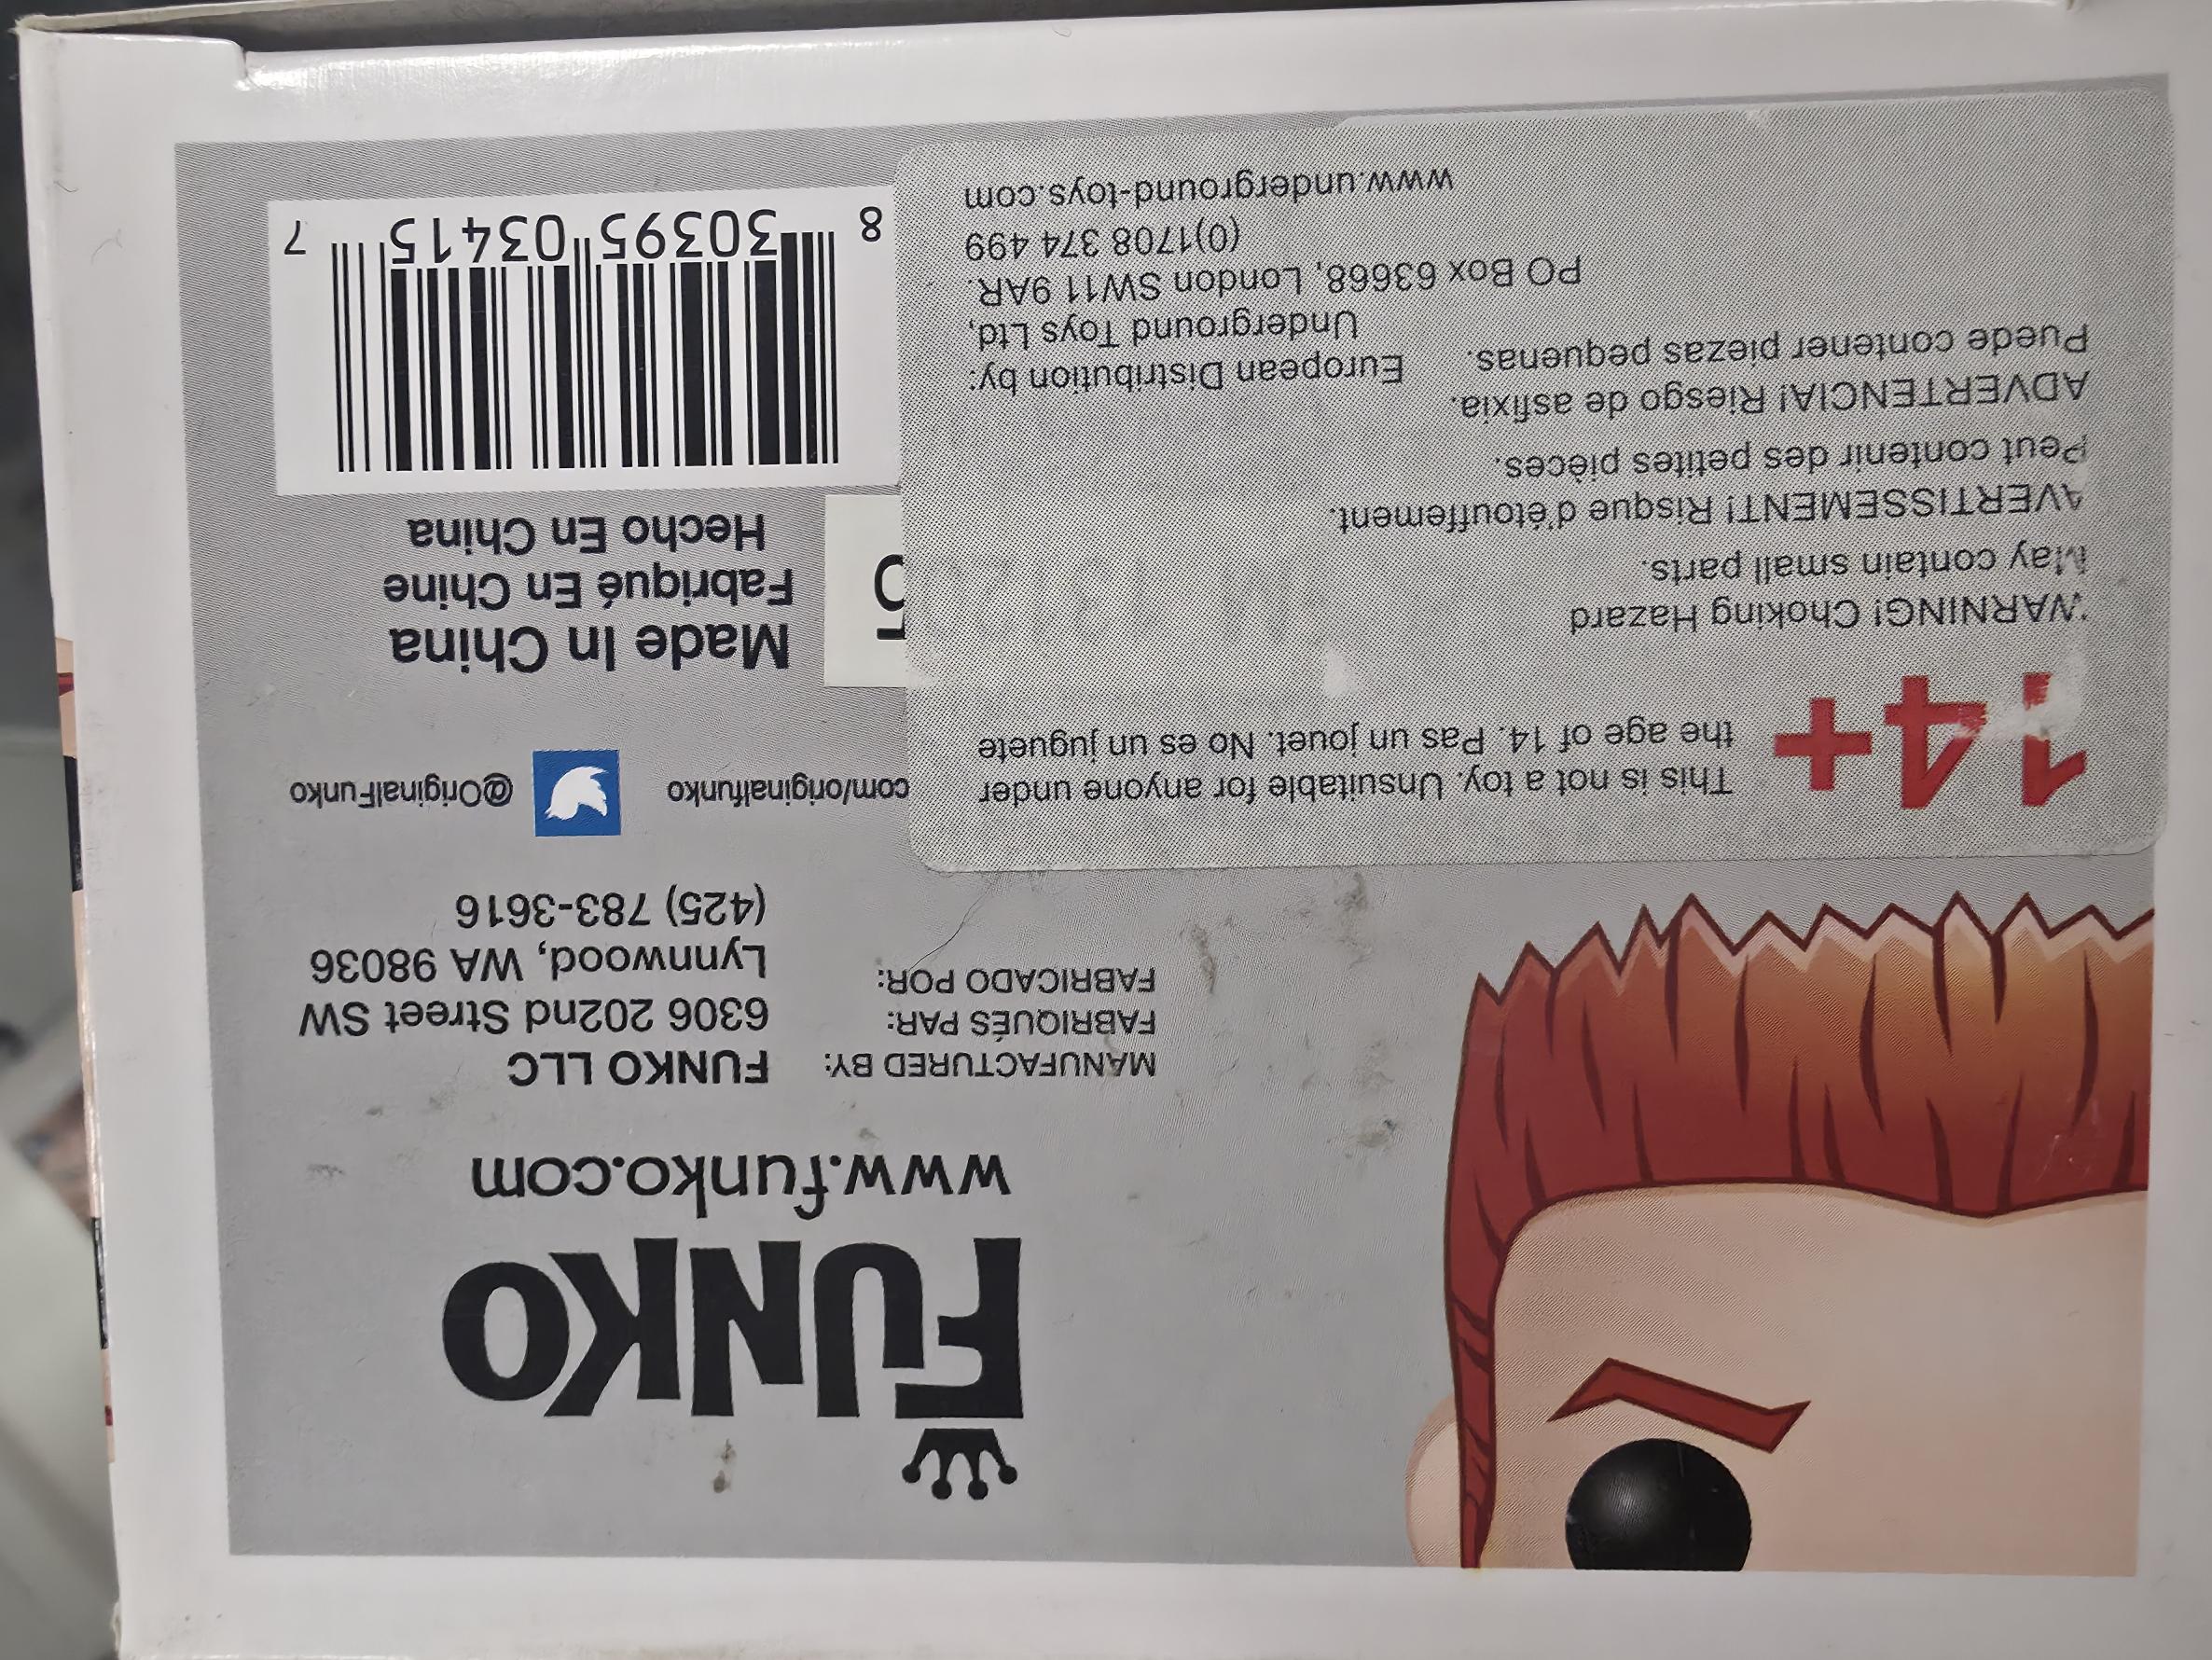 FUNKO
www.funko.com
MANUFACTURED BY:
FABRIQUÉS PAR:
FABRICADO POR:
FUNKO LLC
6306 202nd Street SW
Lynnwood, WA 98036
(425) 783-3616
com/originalfunko
@OriginalFunko
14+
This is not a toy. Unsuitable for anyone under
the age of 14. Pas un jouet. No es un juguete
WARNING! Choking Hazard
May contain small parts.
AVERTISSEMENT! Risque d'étouffement.
Peut contenir des petites pièces.
ADVERTENCIA! Riesgo de asfixia.
Puede contener piezas pequenas.
European Distribution by:
Underground Toys Ltd,
PO Box 63668, London SW11 9AR.
(0)1708 374 499
www.underground-toys.com
Made In China
Fabriqué En Chine
Hecho En China
8 30395 03415 7